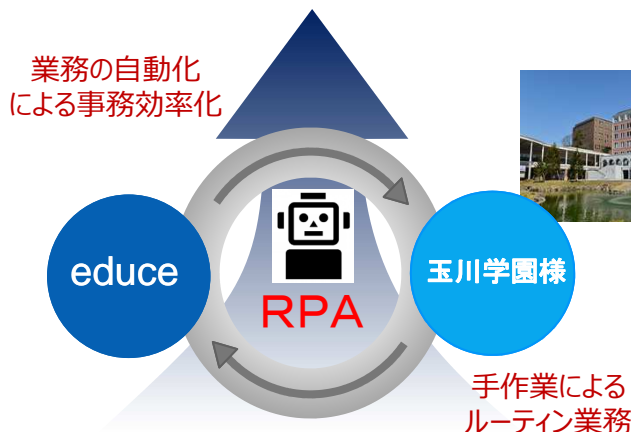 業務の自動化
による事務効率化
educe
RPA
玉川学園様
手作業による
ルーティン業務